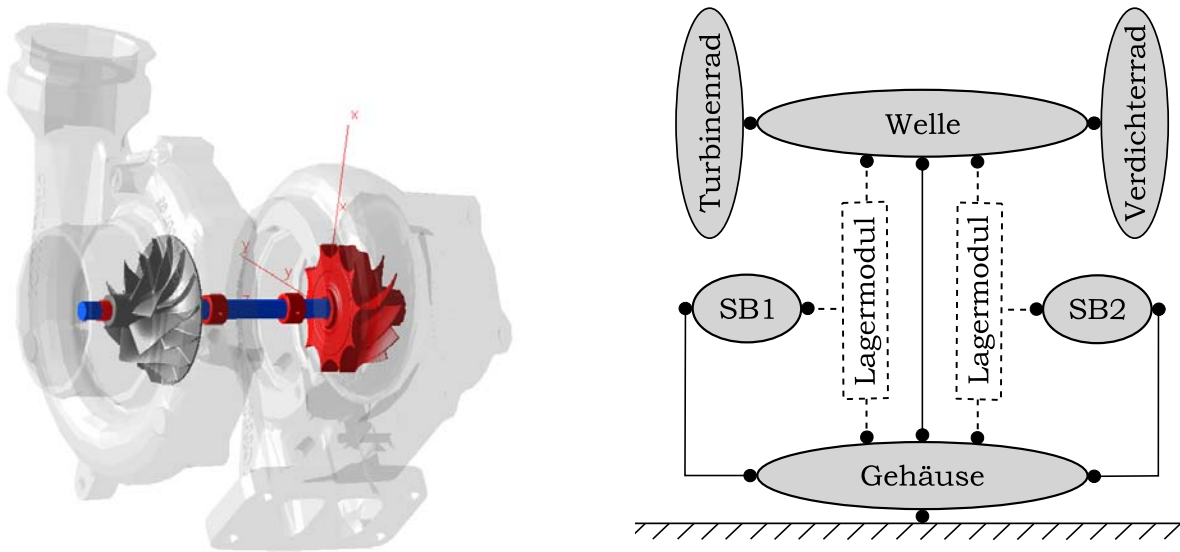 x
x
y
y
Turbinenrad
Welle
Verdichterrad
Lagermodul
Lagermodul
SB1
SB2
Gehäuse